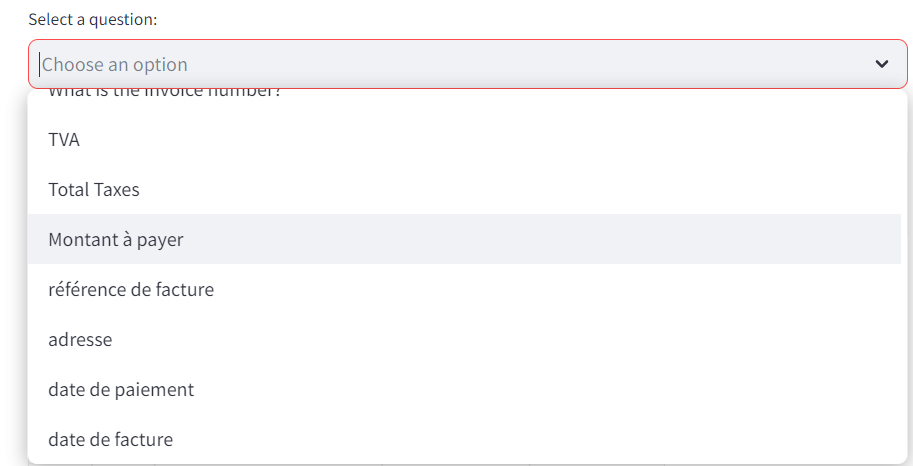 Select a question:
Choose an option
What is the invoice number?
TVA
Total Taxes
Montant à payer
référence de facture
adresse
date de paiement
date de facture